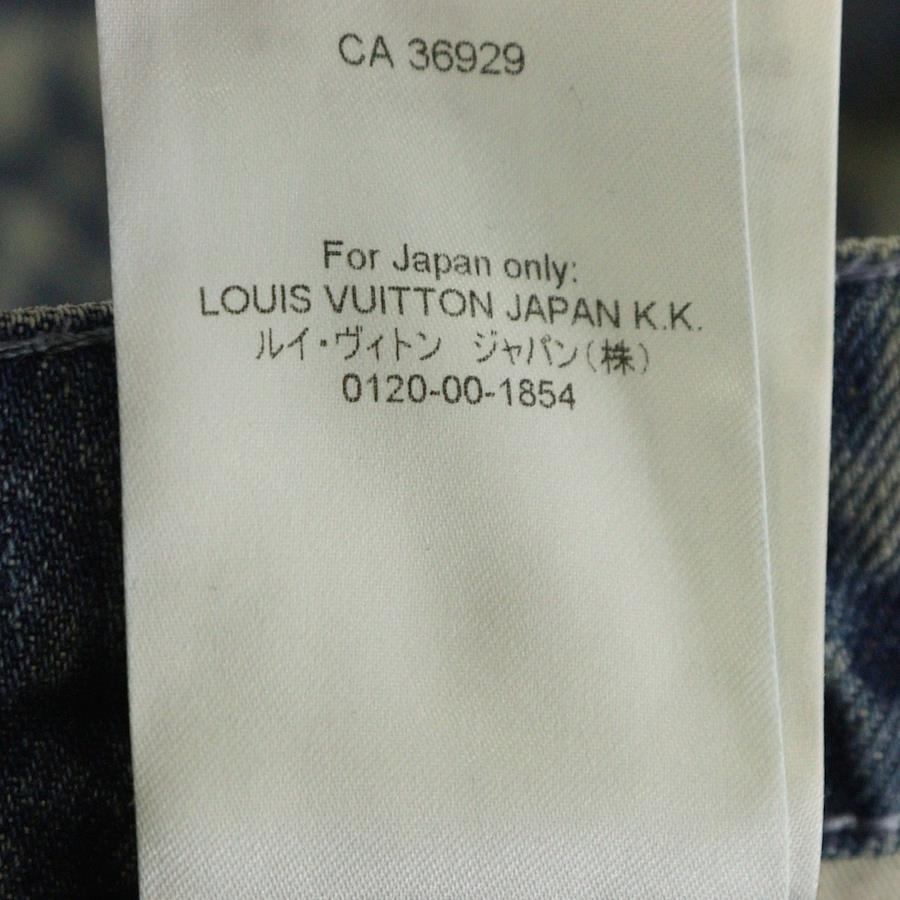 CA 36929
For Japan only:
LOUIS VUITTON JAPAN K.K.
ルイ・ヴィトン　ジャパン(株)
0120-00-1854